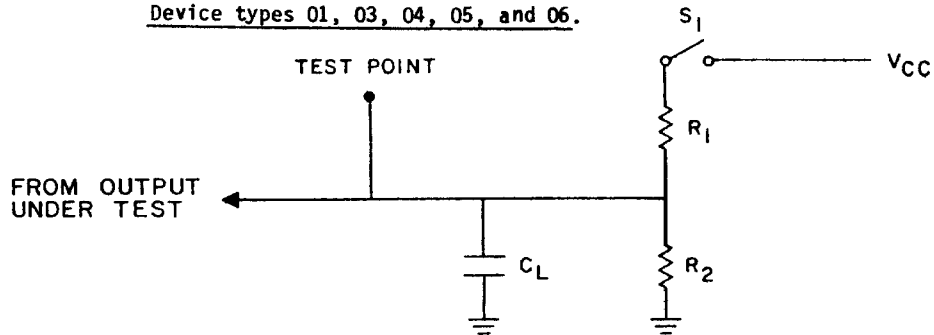 Device types 01, 03, 04, 05, and 06.
S1
TEST POINT
VCC
R1
FROM OUTPUT
UNDER TEST
CL
R2